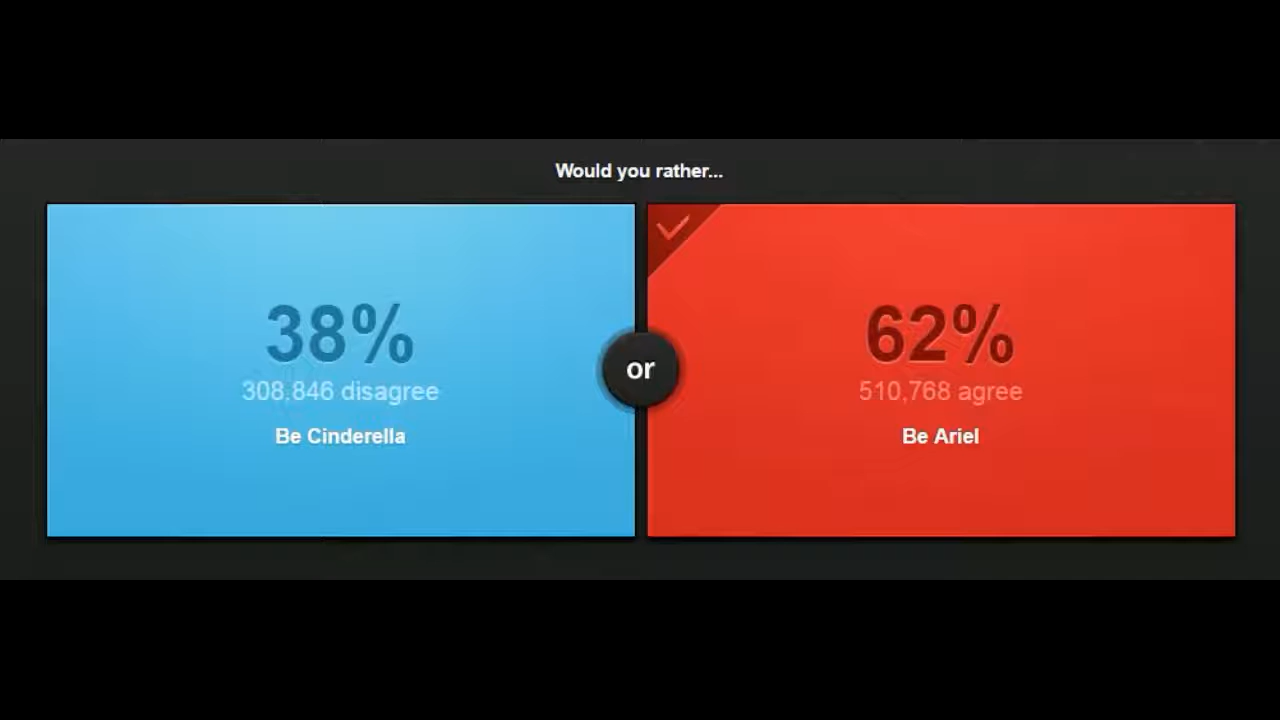 Would you rather...
38%
308,846 disagree
Be Cinderella
or
62%
510,768 agree
Be Ariel